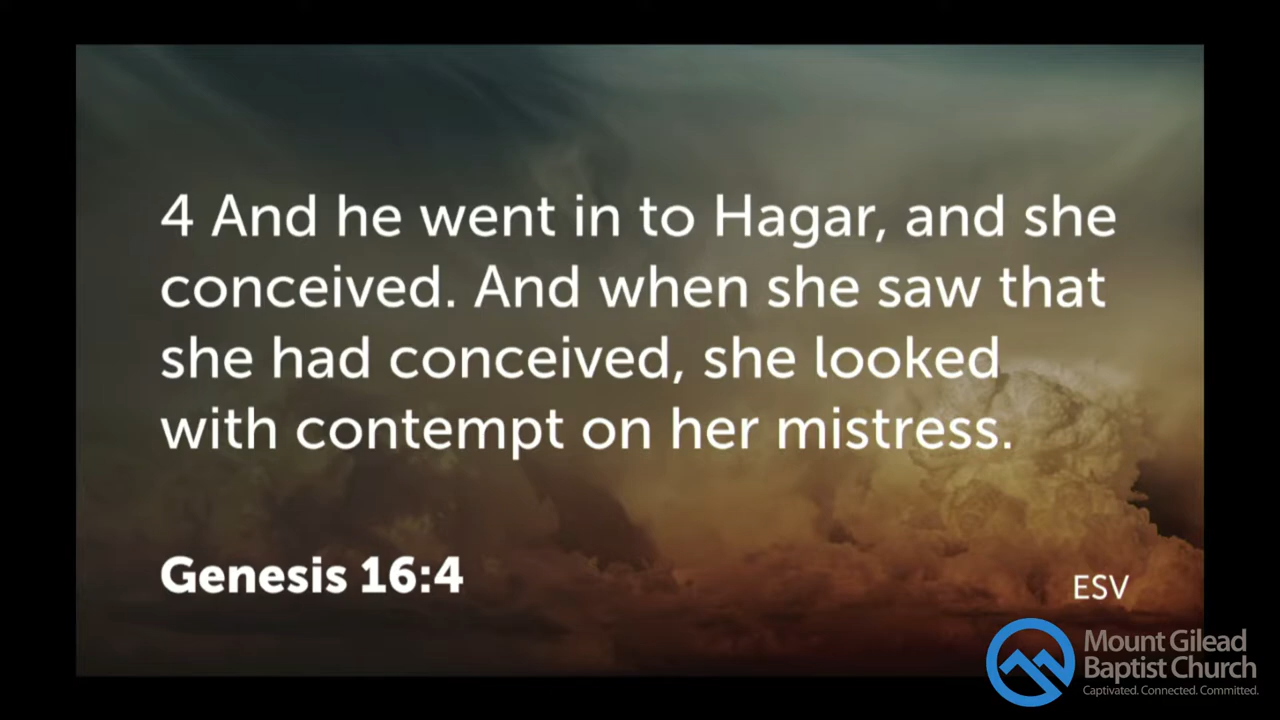 4 And he went in to Hagar, and she
conceived. And when she saw that
she had conceived, she looked
with contempt on her mistress.
Genesis 16:4
ESV
Mount Gilead
Baptist Church
Captivated. Connected. Committed.